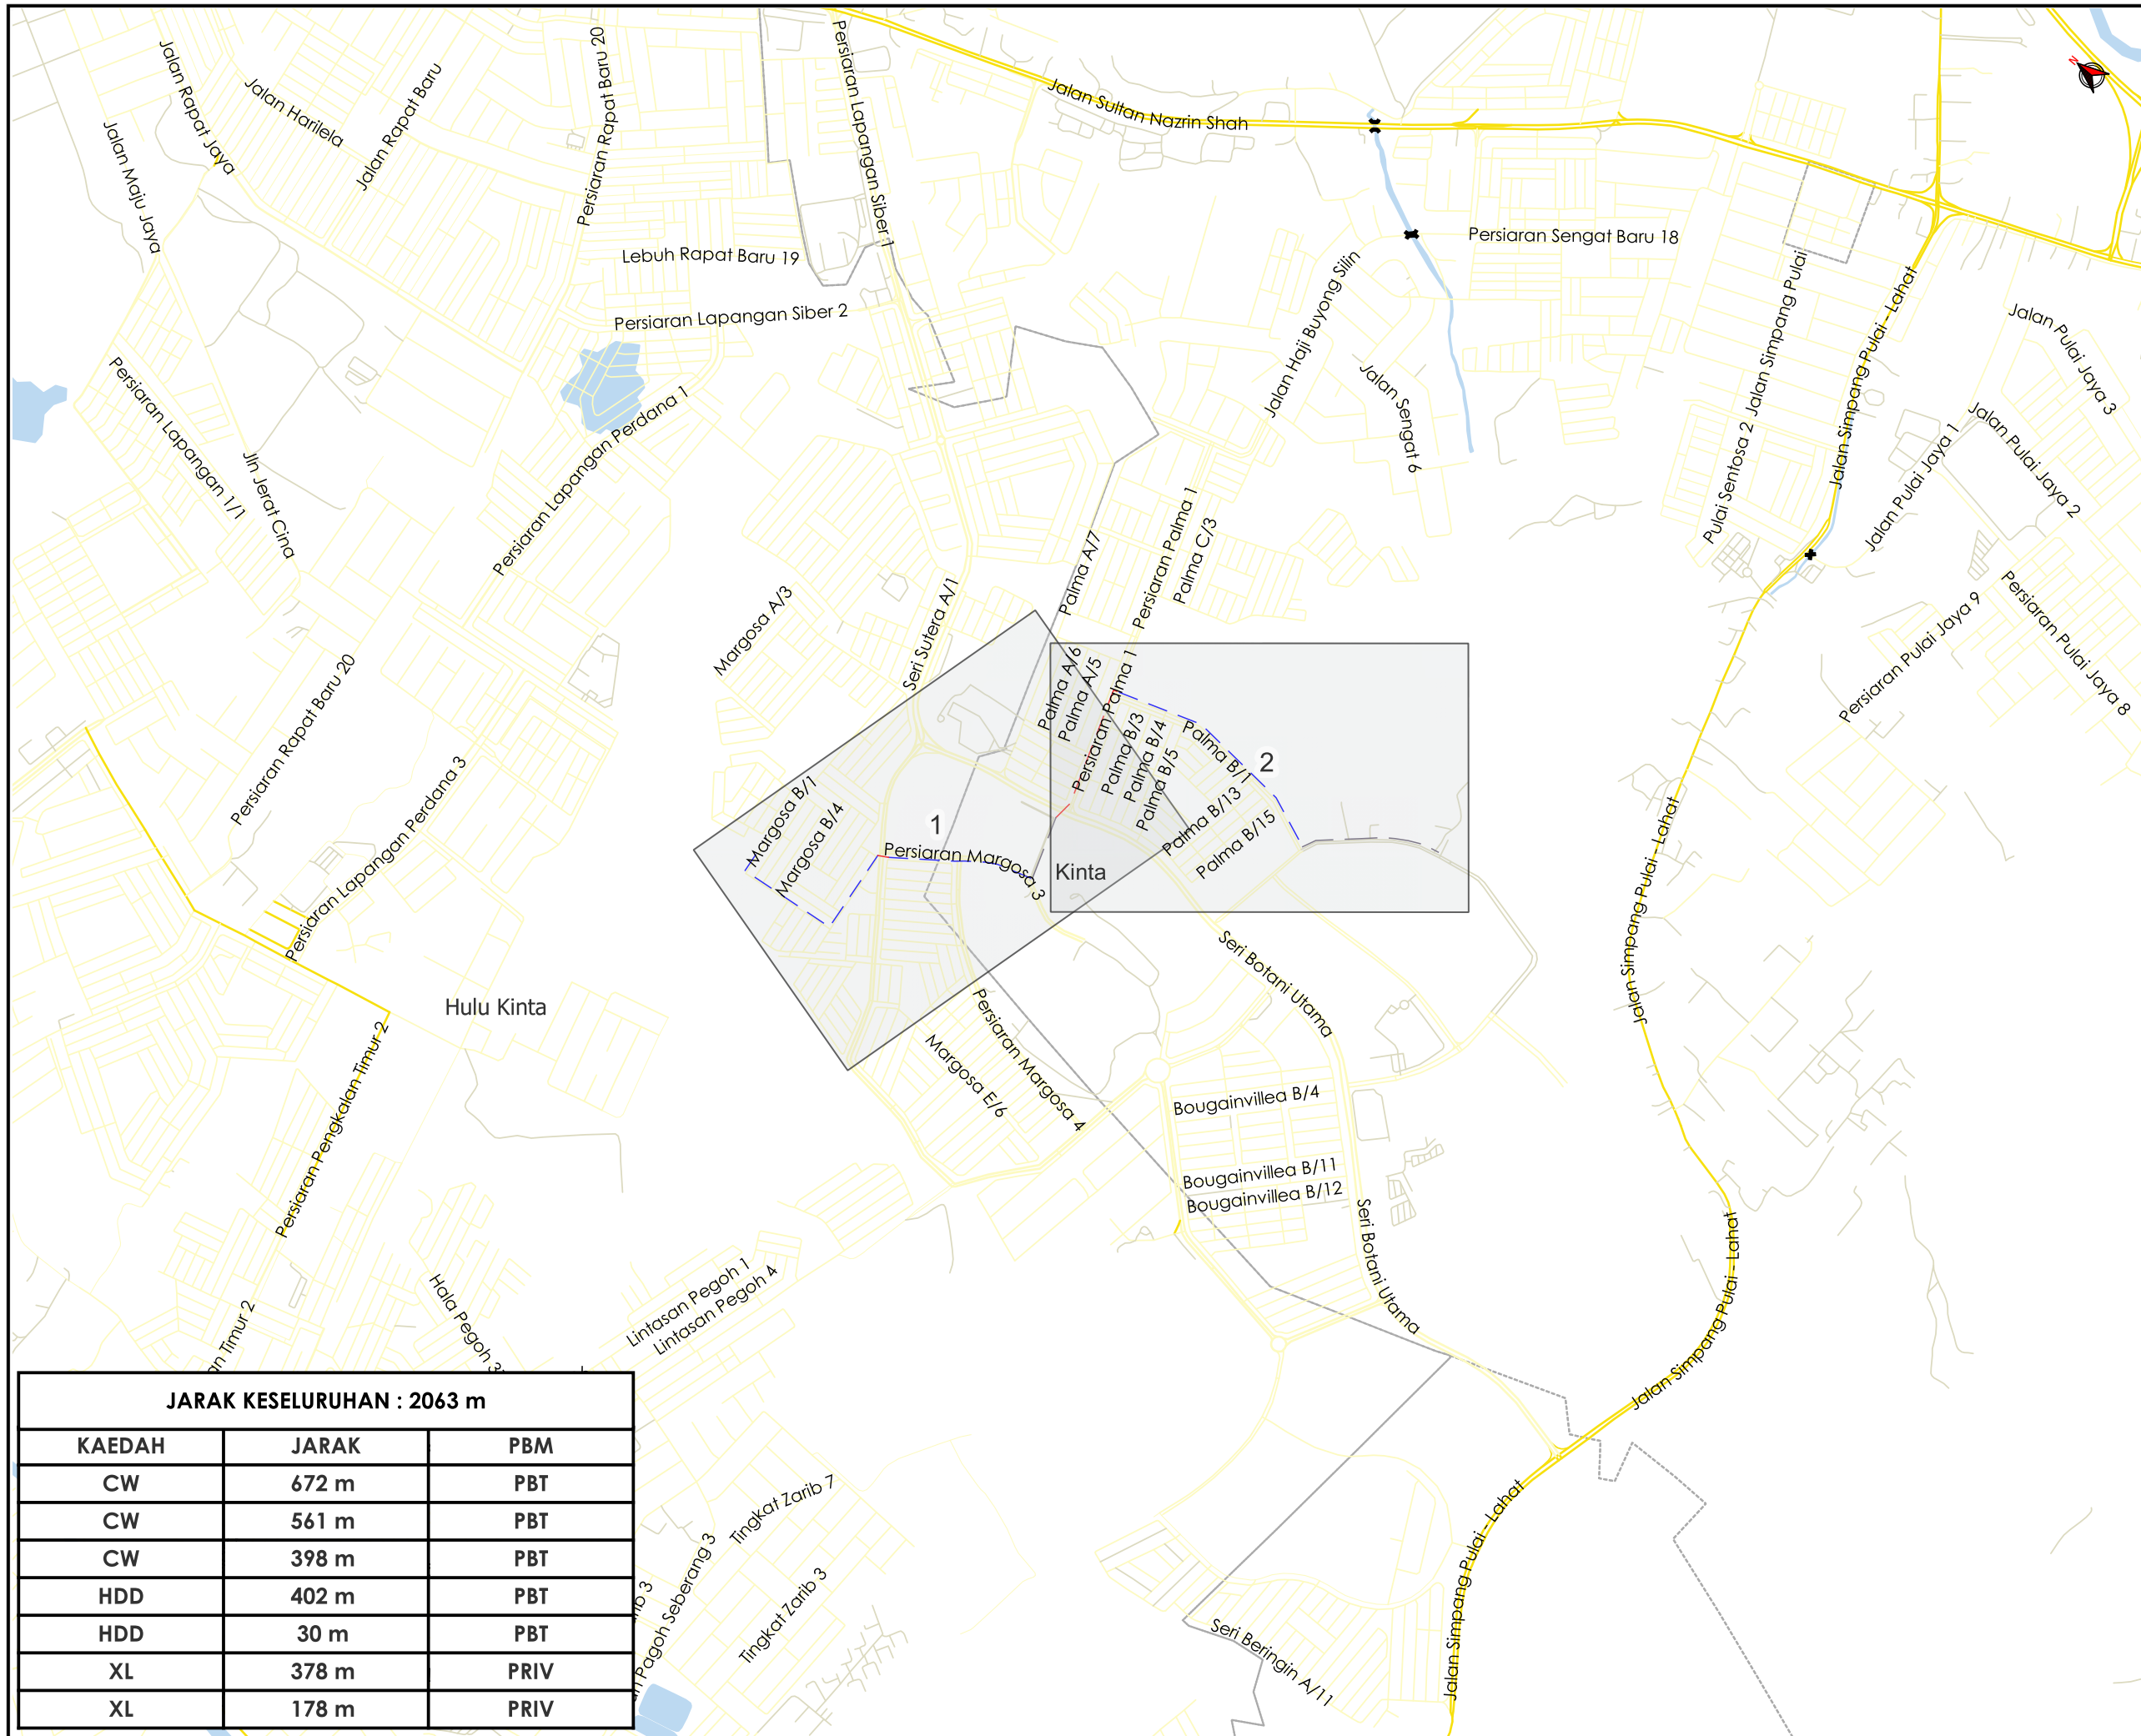 Jalan Rapat Jaya
Jalan Harilela
Jalan Rapat Baru
Persiaran Rapat Baru 20
Persiaran Lapangan Siber 1
Jalan Sultan Nazrin Shah
N
Jalan Maju Jaya
Lebuh Rapat Baru 19
Persiaran Sengat Baru 18
Persiaran Lapangan Siber 2
Jalan Haji Buyong Silin
Pulai Sentosa 2
Jalan Simpang Pulai
Jalan Simpang Pulai - Lahat
Jalan Pulai Jaya 3
Persiaran Lapangan 1/1
Jln Jerat Cina
Persiaran Lapangan Perdana 1
Jalan Sengat 6
Jalan Pulai Jaya 1
Jalan Pulai Jaya 2
Palma A/7
Persiaran Palma 1
Palma C/3
Margosa A/3
Seri Sutera A/1
Persiaran Pulai Jaya 9
Persiaran Pulai Jaya 8
Persiaran Rapat Baru 20
Palma A/6
Palma A/5
Persiaran Palma 1
Palma B/3
Palma B/4
Palma B/5
Palma B/1
2
Persiaran Lapangan Perdana 3
Margosa B/1
Margosa B/4
1
Persiaran Margosa 3
Kinta
Palma B/13
Palma B/15
Jalan Simpang Pulai - Lahat
Hulu Kinta
Seri Botani Utama
Persiaran Margosa 4
Margosa E/6
Persiaran Pengkalan Timur 2
Bougainvillea B/4
Bougainvillea B/11
Bougainvillea B/12
Seri Botani Utama
Jalan Simpang Pulai - Lahat
Lintasan Pegoh 1
Lintasan Pegoh 4
Hala Pegoh 3
an Timur 2
JARAK KESELURUHAN : 2063 m
KAEDAH JARAK PBM
CW 672 m PBT
CW 561 m PBT
CW 398 m PBT
HDD 402 m PBT
HDD 30 m PBT
XL 378 m PRIV
XL 178 m PRIV
Tingkat Zarib 7
Tingkat Zarib 3
rib 3
n Pagoh Seberang 3
Jalan Simpang Pulai - Lahat
Seri Beringin A/11